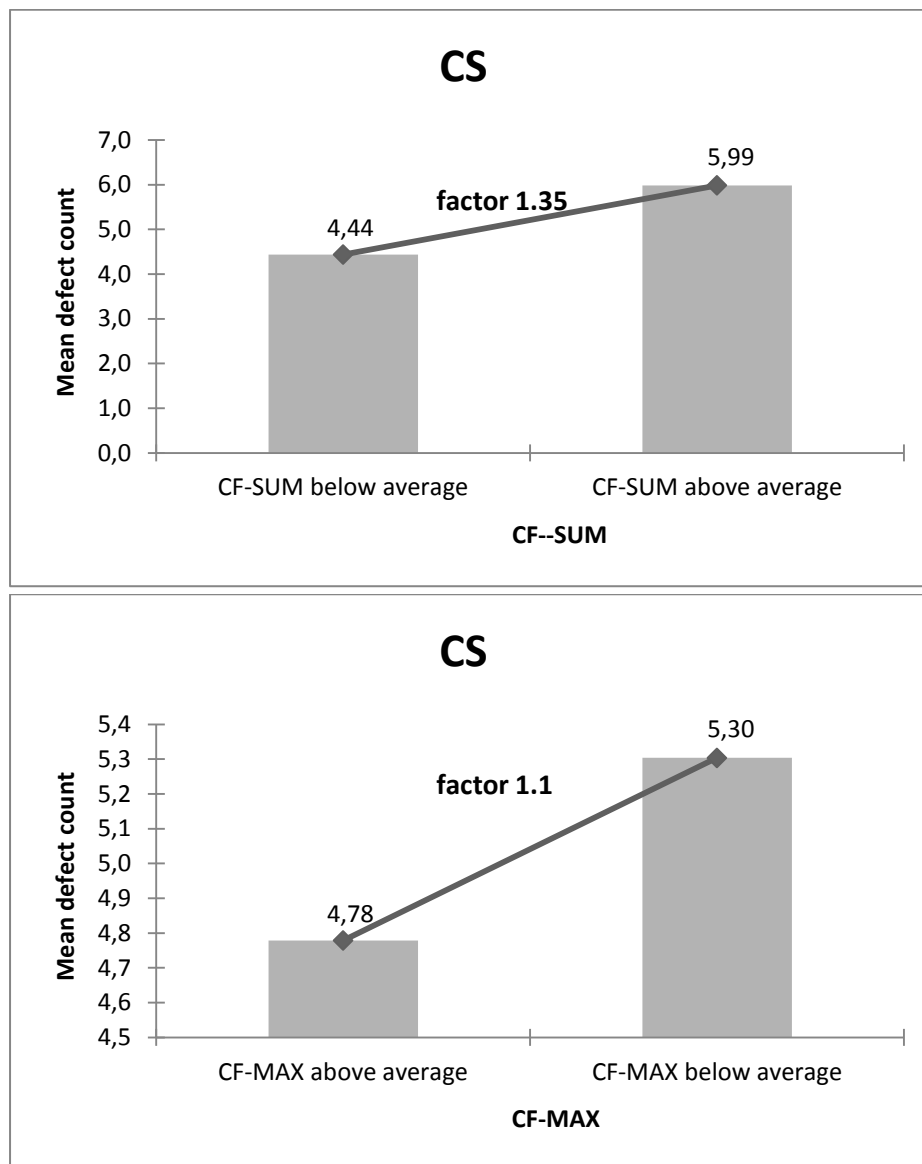 CS
7,0
6,0
5,0
4,0
3,0
2,0
1,0
0,0
Mean defect count
4,44
factor 1.35
5,99
CF-SUM below average
CF-SUM above average
CF--SUM
CS
5,4
5,3
5,2
5,1
5,0
4,9
4,8
4,7
4,6
4,5
Mean defect count
4,78
factor 1.1
5,30
CF-MAX above average
CF-MAX below average
CF-MAX